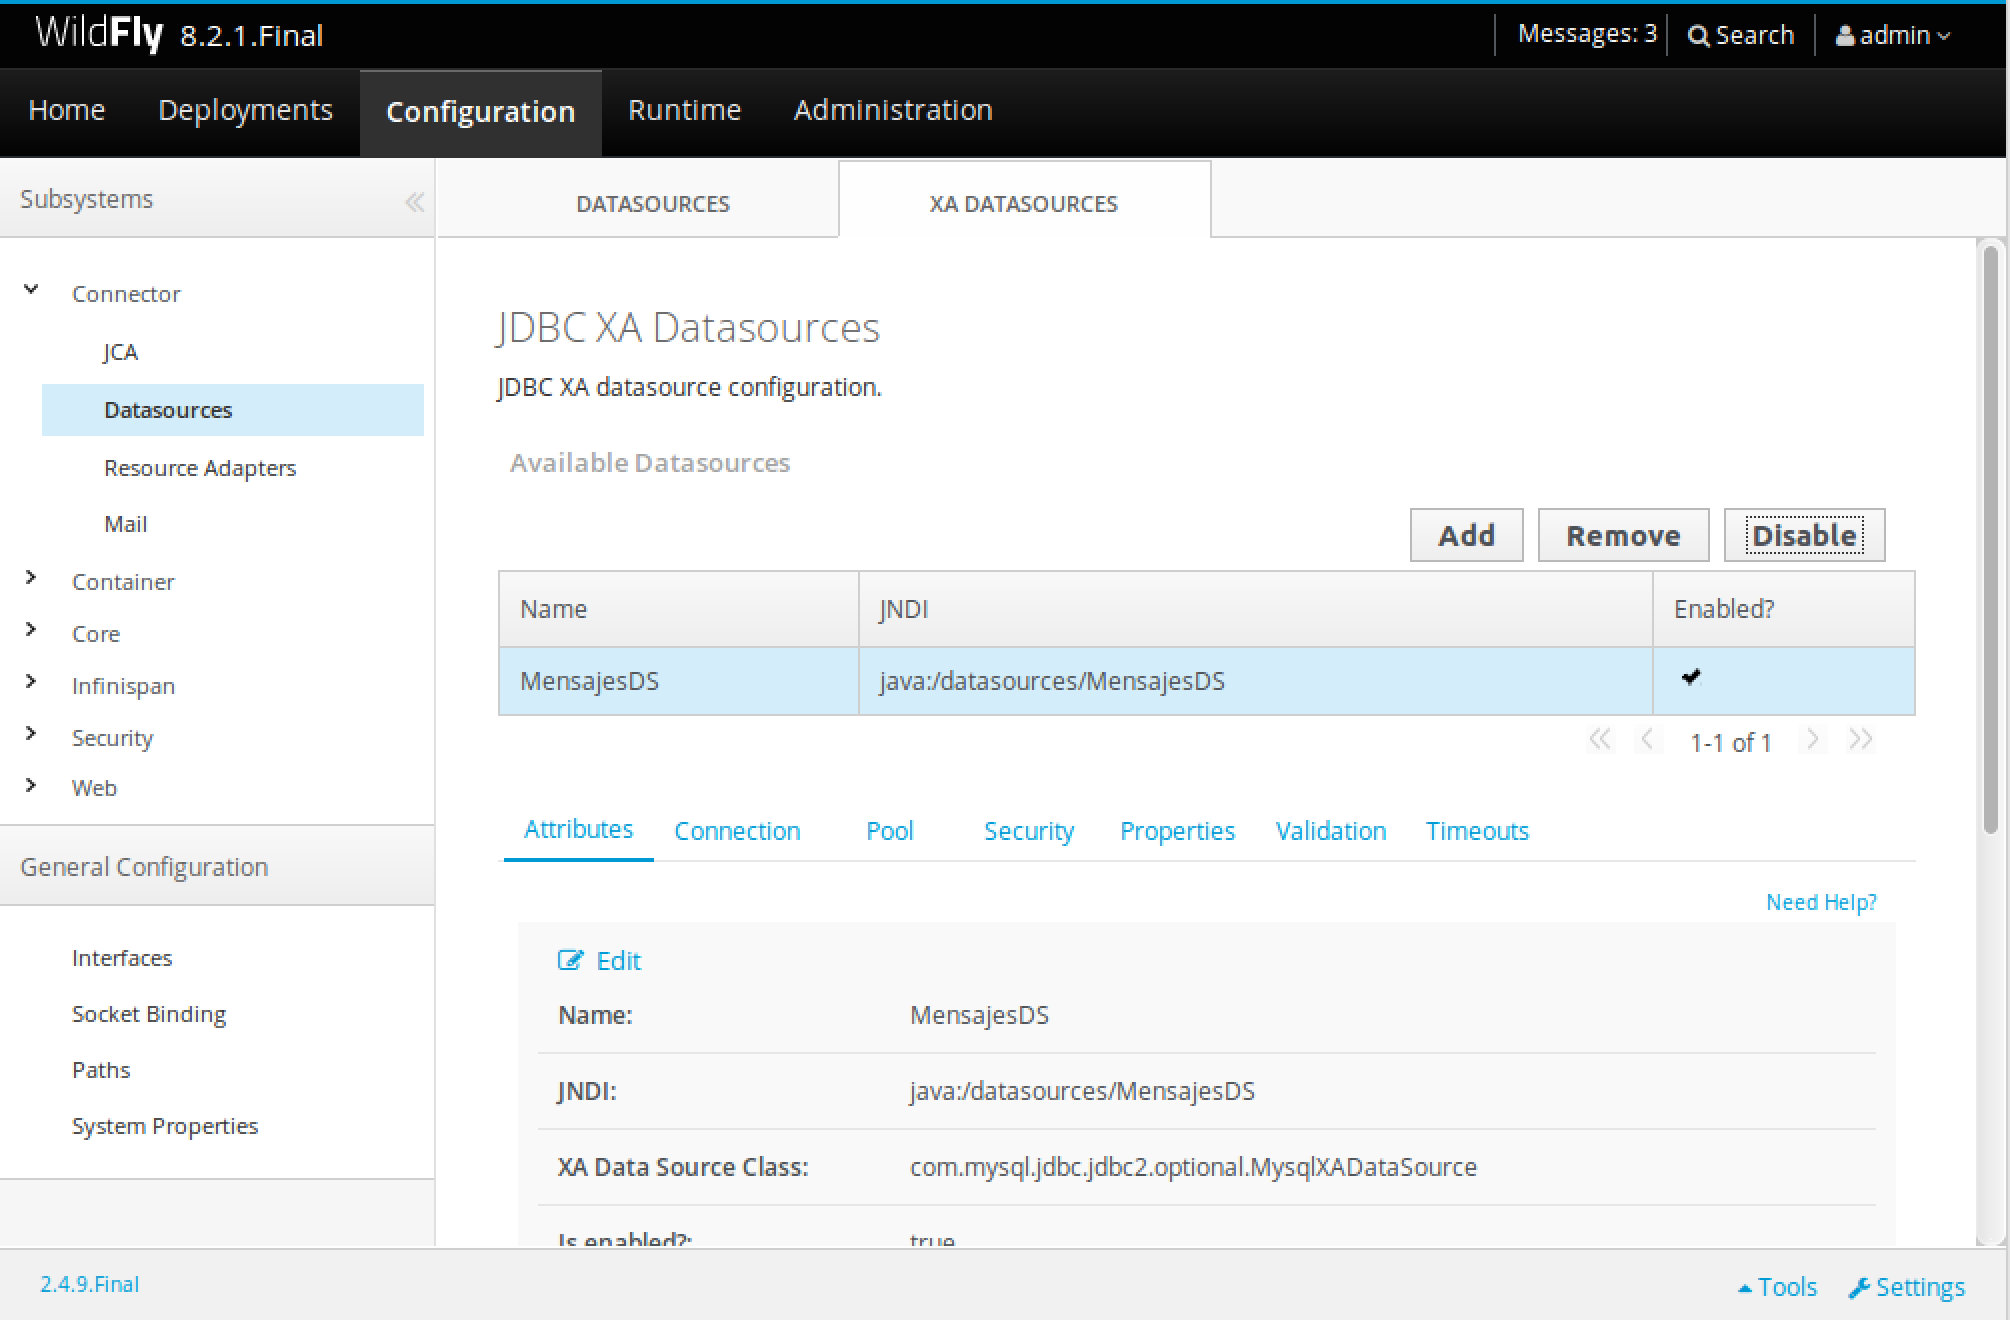 WildFly 8.2.1.Final
Messages: 3 Search admin
Home Deployments Configuration Runtime Administration
Subsystems
DATASOURCES XA DATASOURCES
Connector
JCA
Datasources
Resource Adapters
Mail
Container
Core
Infinispan
Security
Web
General Configuration
Interfaces
Socket Binding
Paths
System Properties
JDBC XA Datasources
JDBC XA datasource configuration.
Available Datasources
Add Remove Disable
Name JNDI Enabled?
MensajesDS java:/datasources/MensajesDS
1-1 of 1
Attributes Connection Pool Security Properties Validation Timeouts
Need Help?
Edit
Name: MensajesDS
JNDI: java:/datasources/MensajesDS
XA Data Source Class: com.mysql.jdbc.jdbc2.optional.MysqlXADataSource
Is enabled?: true
2.4.9.Final
Tools Settings